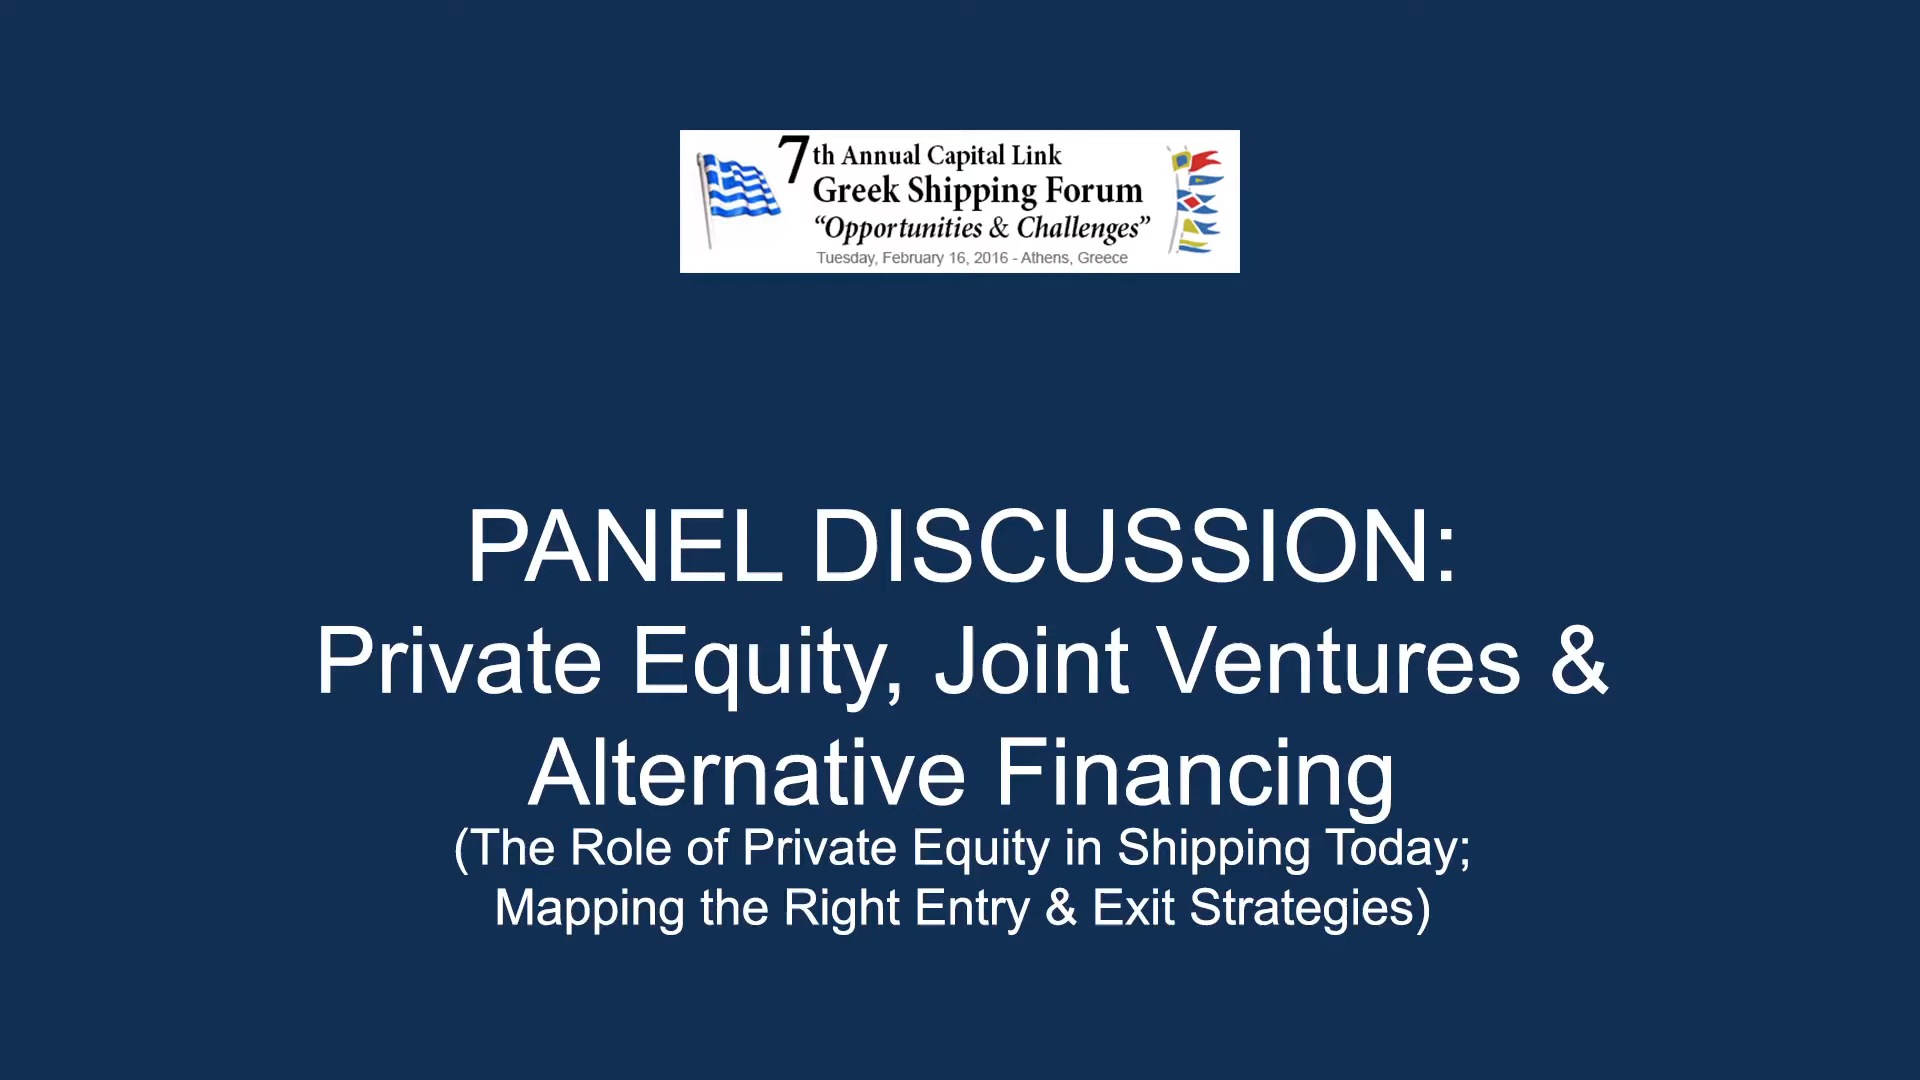 7th Annual Capital Link
Greek Shipping Forum
“Opportunities & Challenges”
Tuesday, February 16, 2016 - Athens, Greece
PANEL DISCUSSION:
Private Equity, Joint Ventures &
Alternative Financing
(The Role of Private Equity in Shipping Today;
Mapping the Right Entry & Exit Strategies)